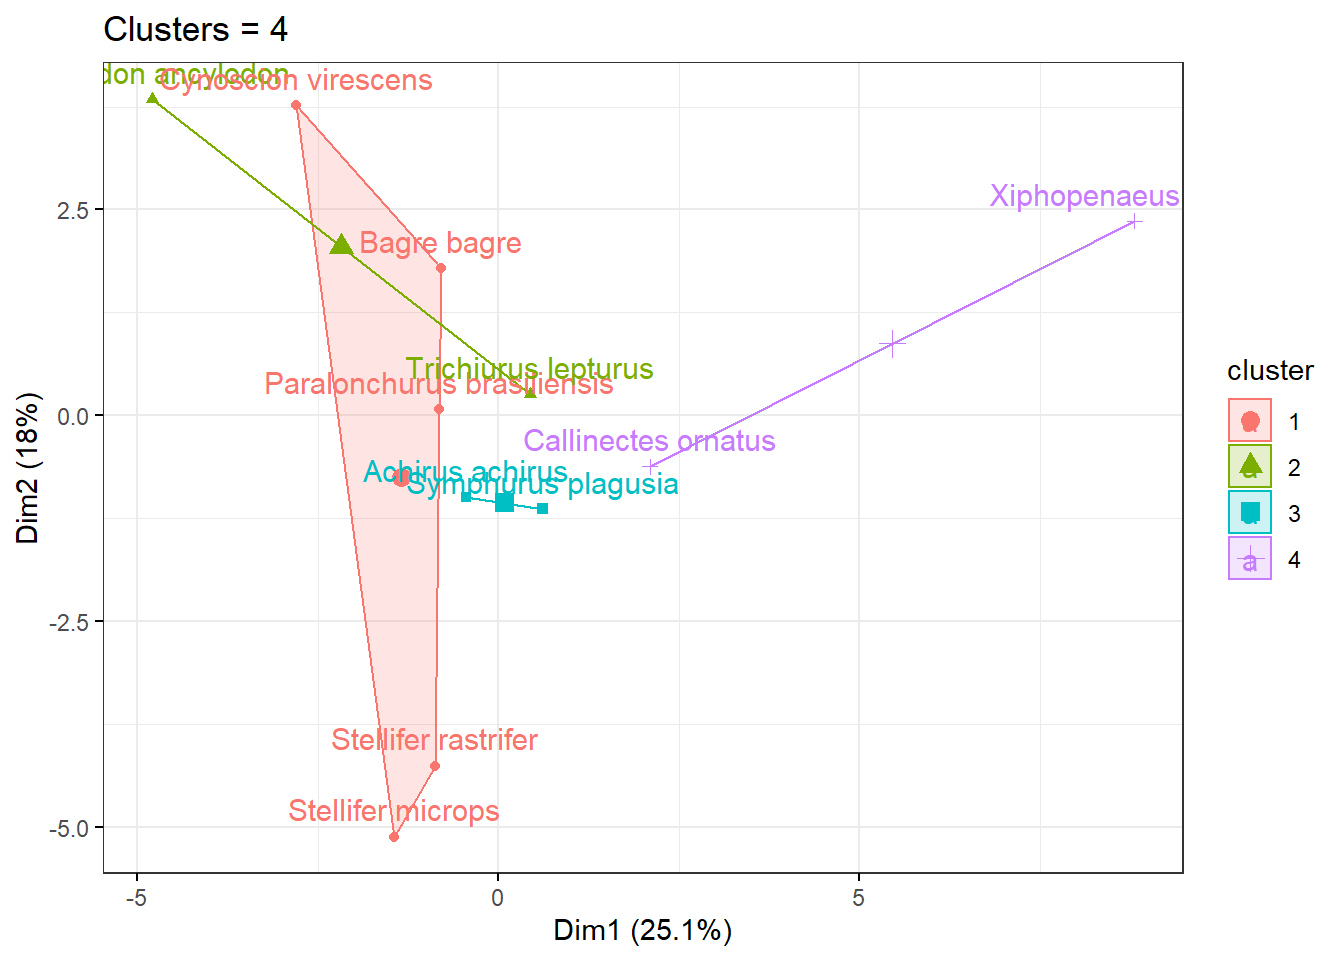 Clusters = 4
don ancylodon
Cynoscion virescens
Xiphopenaeus
Bagre bagre
Trichiurus lepturus
Paralonchurus brasiliensis
Callinectes ornatus
Achirus achirus
Symphurus plagusia
Stellifer rastrifer
Stellifer microps
2.5
0.0
-2.5
-5.0
-5
0
5
Dim1 (25.1%)
Dim2 (18%)
cluster
a 1
a 2
a 3
a 4